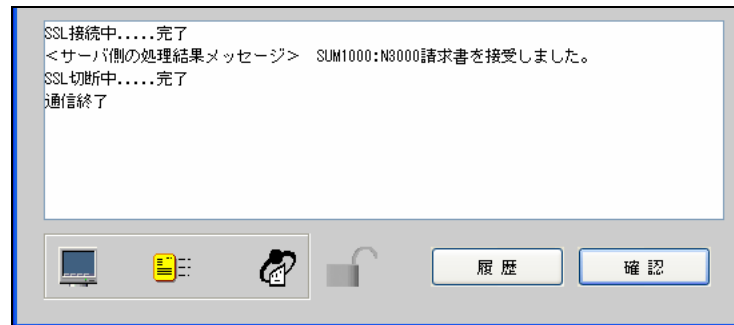 SSL接続中.....完了
<サーバ側の処理結果メッセージ>　SUM1000:N3000請求書を接受しました。
SSL切断中.....完了
通信終了
履 歴
確 認